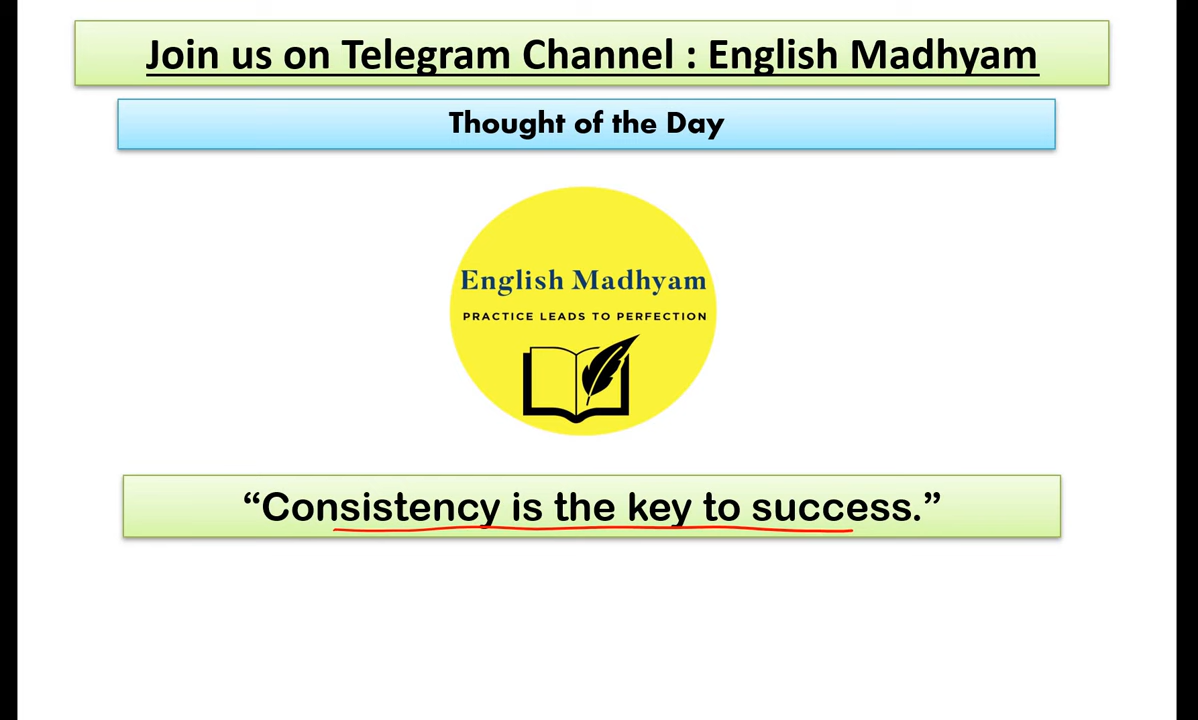 Join us on Telegram Channel : English Madhyam
Thought of the Day
English Madhyam
PRACTICE LEADS TO PERFECTION
“Consistency is the key to success.”